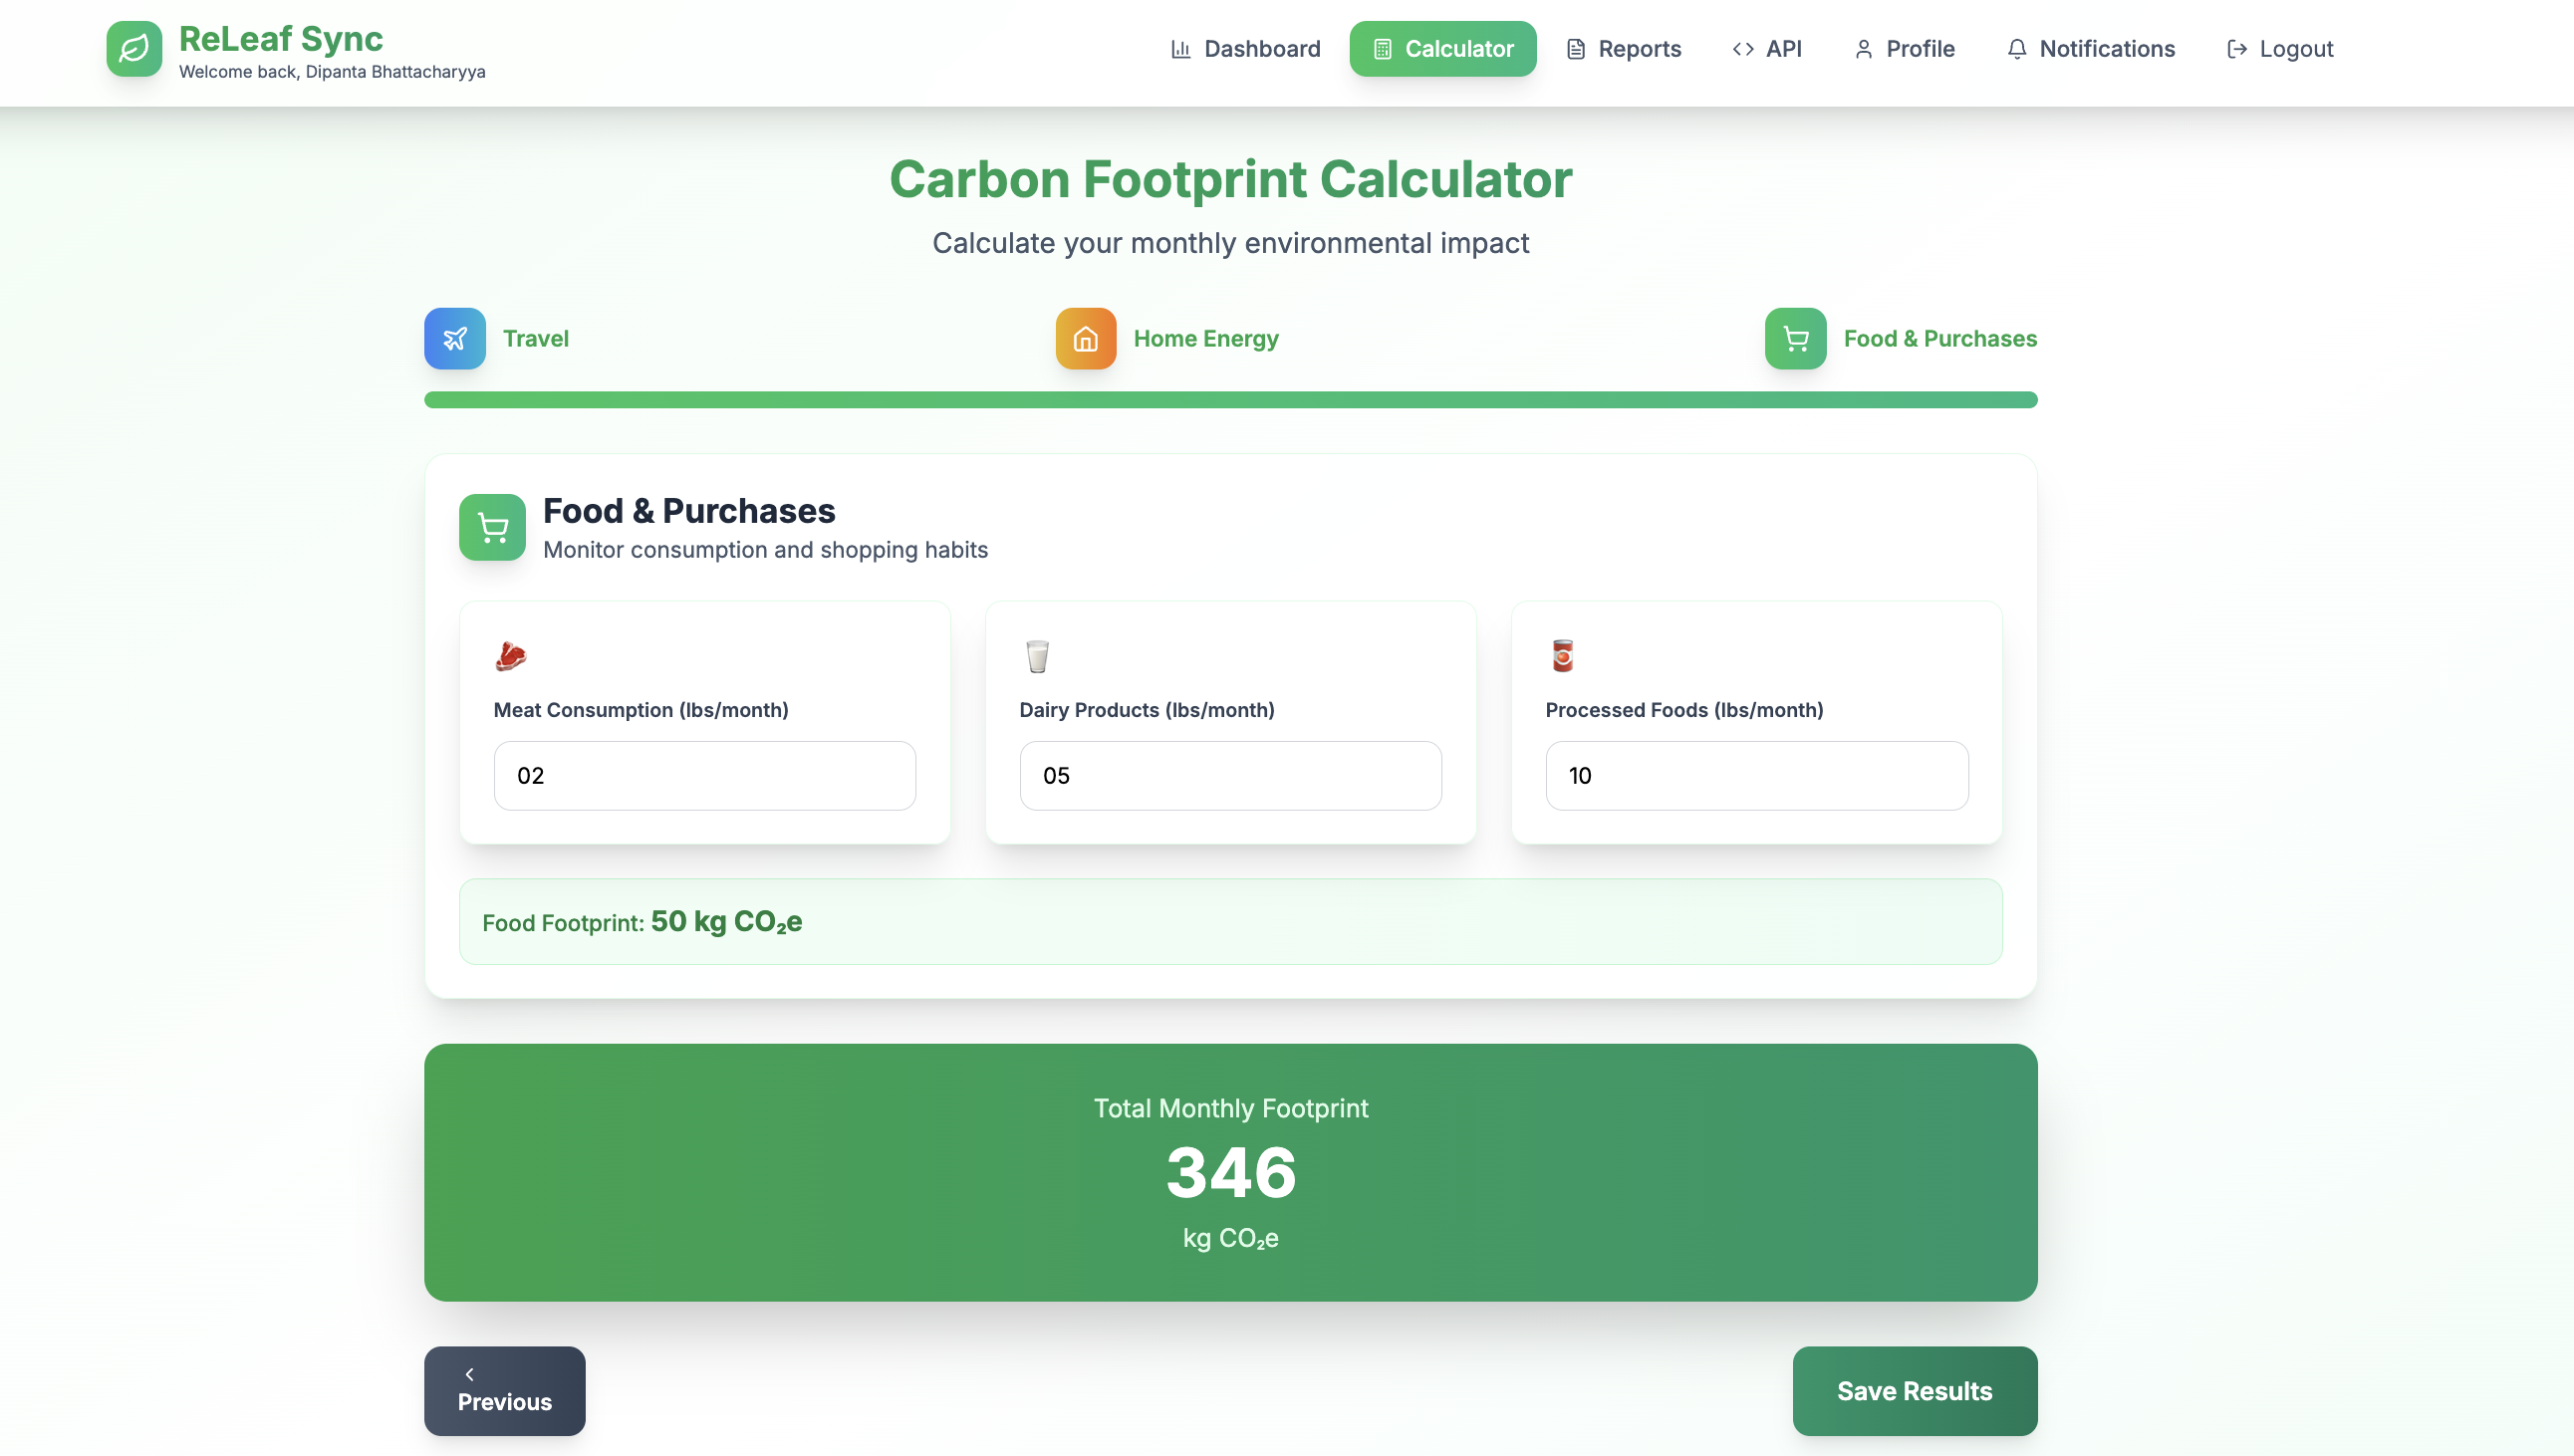 ReLeaf Sync
Welcome back, Dipanta Bhattacharyya
Dashboard
Calculator
Reports
API
Profile
Notifications
Logout
Carbon Footprint Calculator
Calculate your monthly environmental impact
Travel
Home Energy
Food & Purchases
Food & Purchases
Monitor consumption and shopping habits
Meat Consumption (lbs/month)
02
Dairy Products (lbs/month)
05
Processed Foods (lbs/month)
10
Food Footprint: 50 kg CO₂e
Total Monthly Footprint
346
kg CO₂e
Previous
Save Results